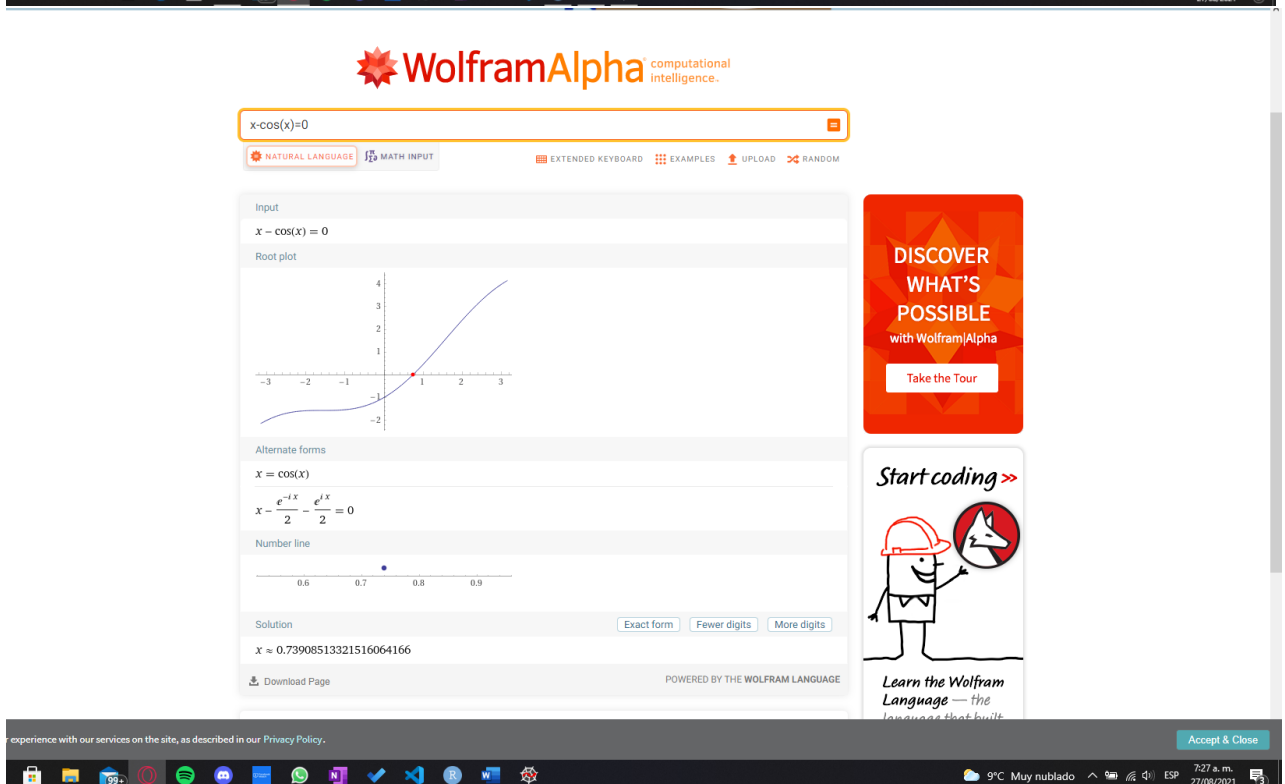 WolframAlpha computational intelligence.
x-cos(x)=0
NATURAL LANGUAGE MATH INPUT EXTENDED KEYBOARD EXAMPLES UPLOAD RANDOM
Input
x − cos(x) = 0
Root plot
4
3
2
1
−3 −2 −1 1 2 3
−1
−2
Alternate forms
x = cos(x)
x − e^(−i x)/2 − e^(i x)/2 = 0
Number line
0.6 0.7 0.8 0.9
Solution Exact form Fewer digits More digits
x ≈ 0.73908513321516064166
Download Page POWERED BY THE WOLFRAM LANGUAGE
DISCOVER
WHAT'S
POSSIBLE
with Wolfram|Alpha
Take the Tour
Start coding >>
Learn the Wolfram
Language — the
language that built
r experience with our services on the site, as described in our Privacy Policy. Accept & Close
99+ R W 9°C Muy nublado ESP 7:27 a. m.
27/08/2021 3